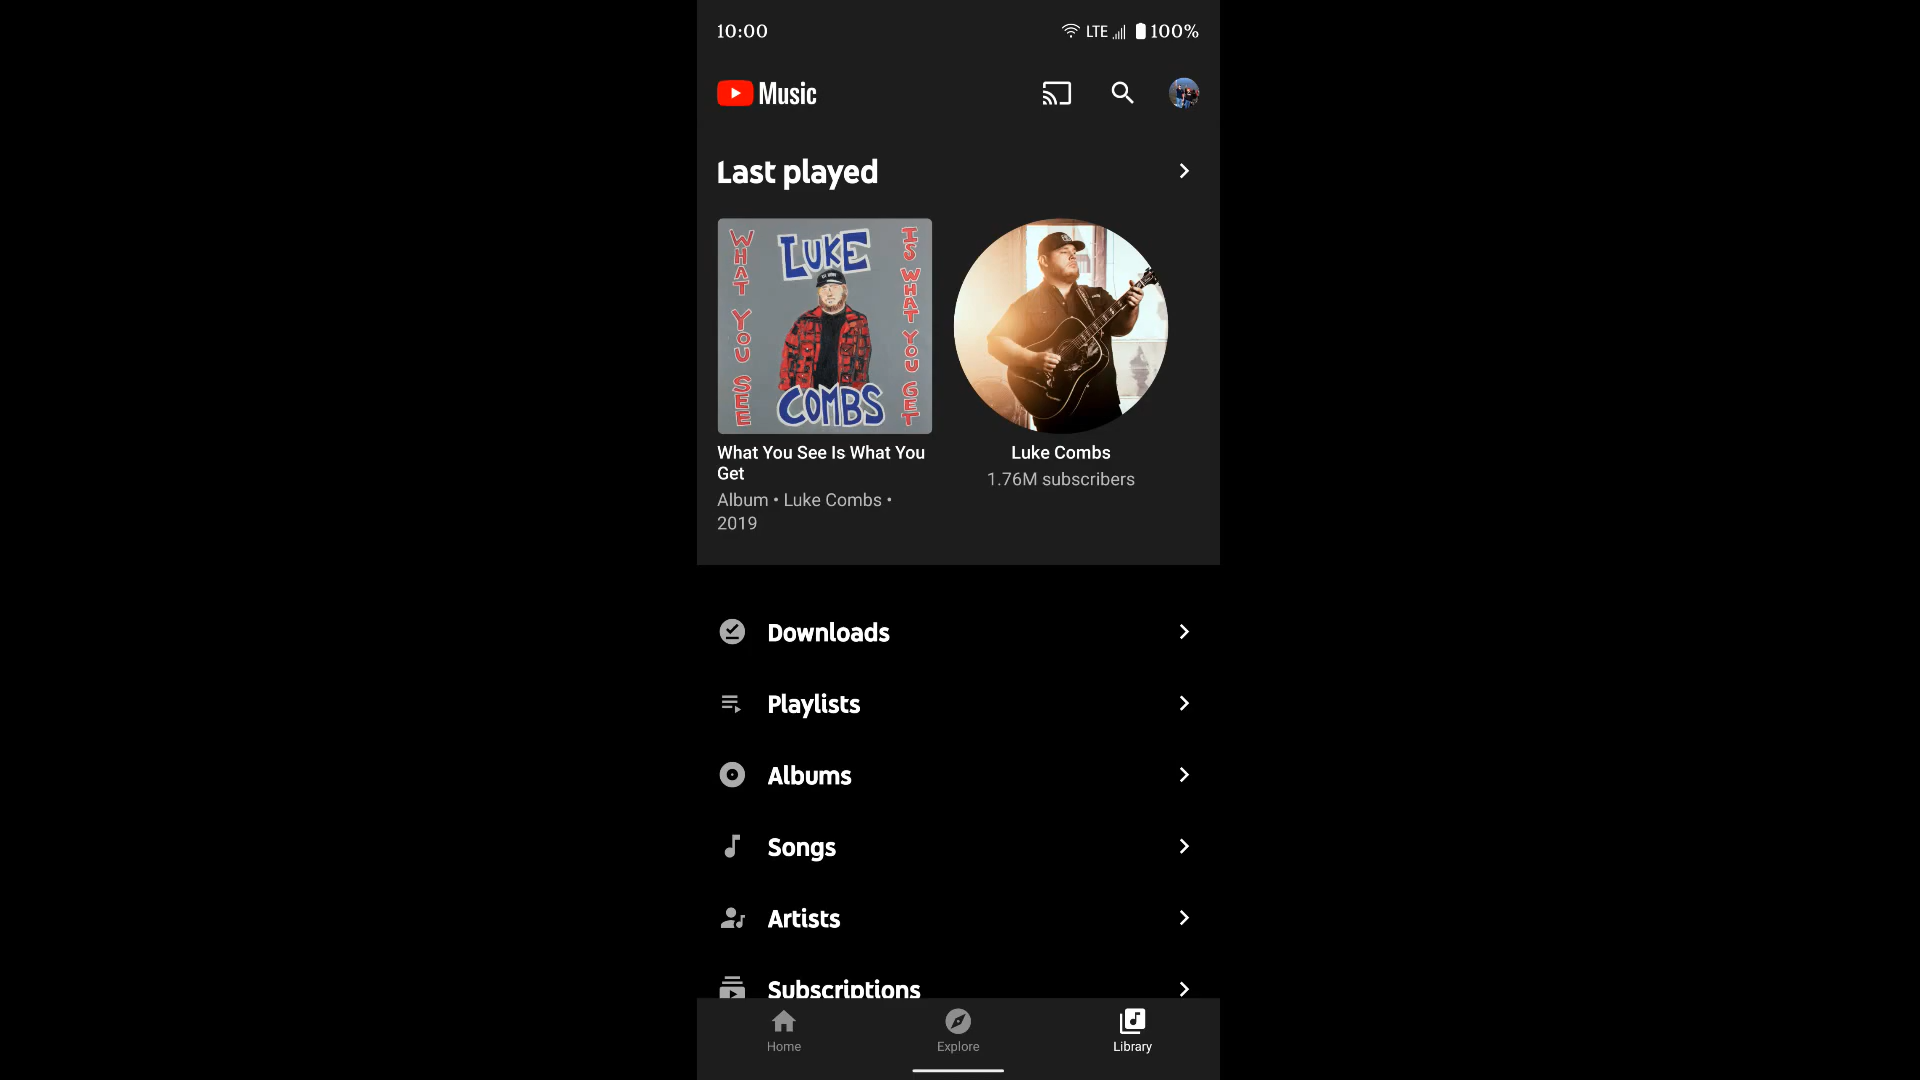 10:00 LTE 100%
Music
Last played
WHAT YOU SEE
LUKE
COMBS
IS WHAT YOU GET
What You See Is What You
Get
Album • Luke Combs •
2019
Luke Combs
1.76M subscribers
Downloads
Playlists
Albums
Songs
Artists
Subscriptions
Home
Explore
Library